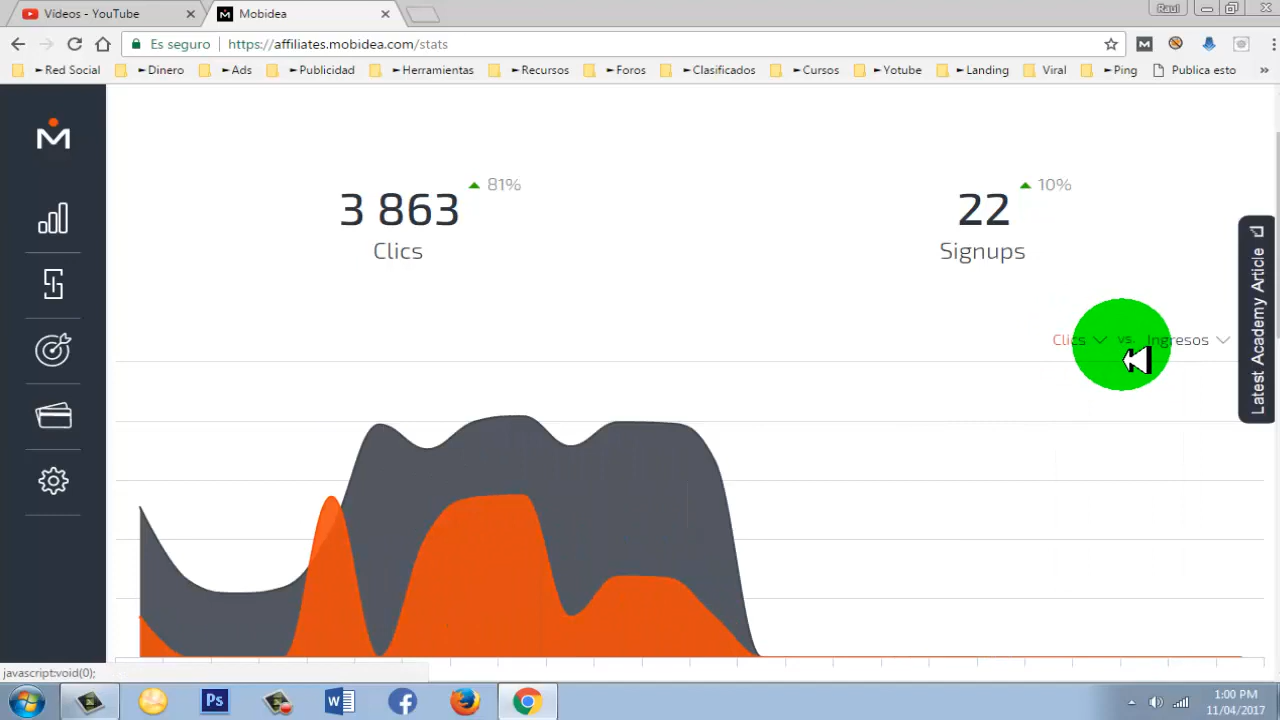 Videos - YouTube
Mobidea
Raul
Es seguro
https://affiliates.mobidea.com/stats
►Red Social
►Dinero
►Ads
►Publicidad
►Herramientas
►Recursos
►Foros
►Clasificados
►Cursos
►Yotube
►Landing
Viral
►Ping
Publica esto
»
81%
3 863
Clics
10%
22
Signups
Clics
vs.
Ingresos
Latest Academy Article
javascript:void(0);
Ps
1:00 PM
11/04/2017